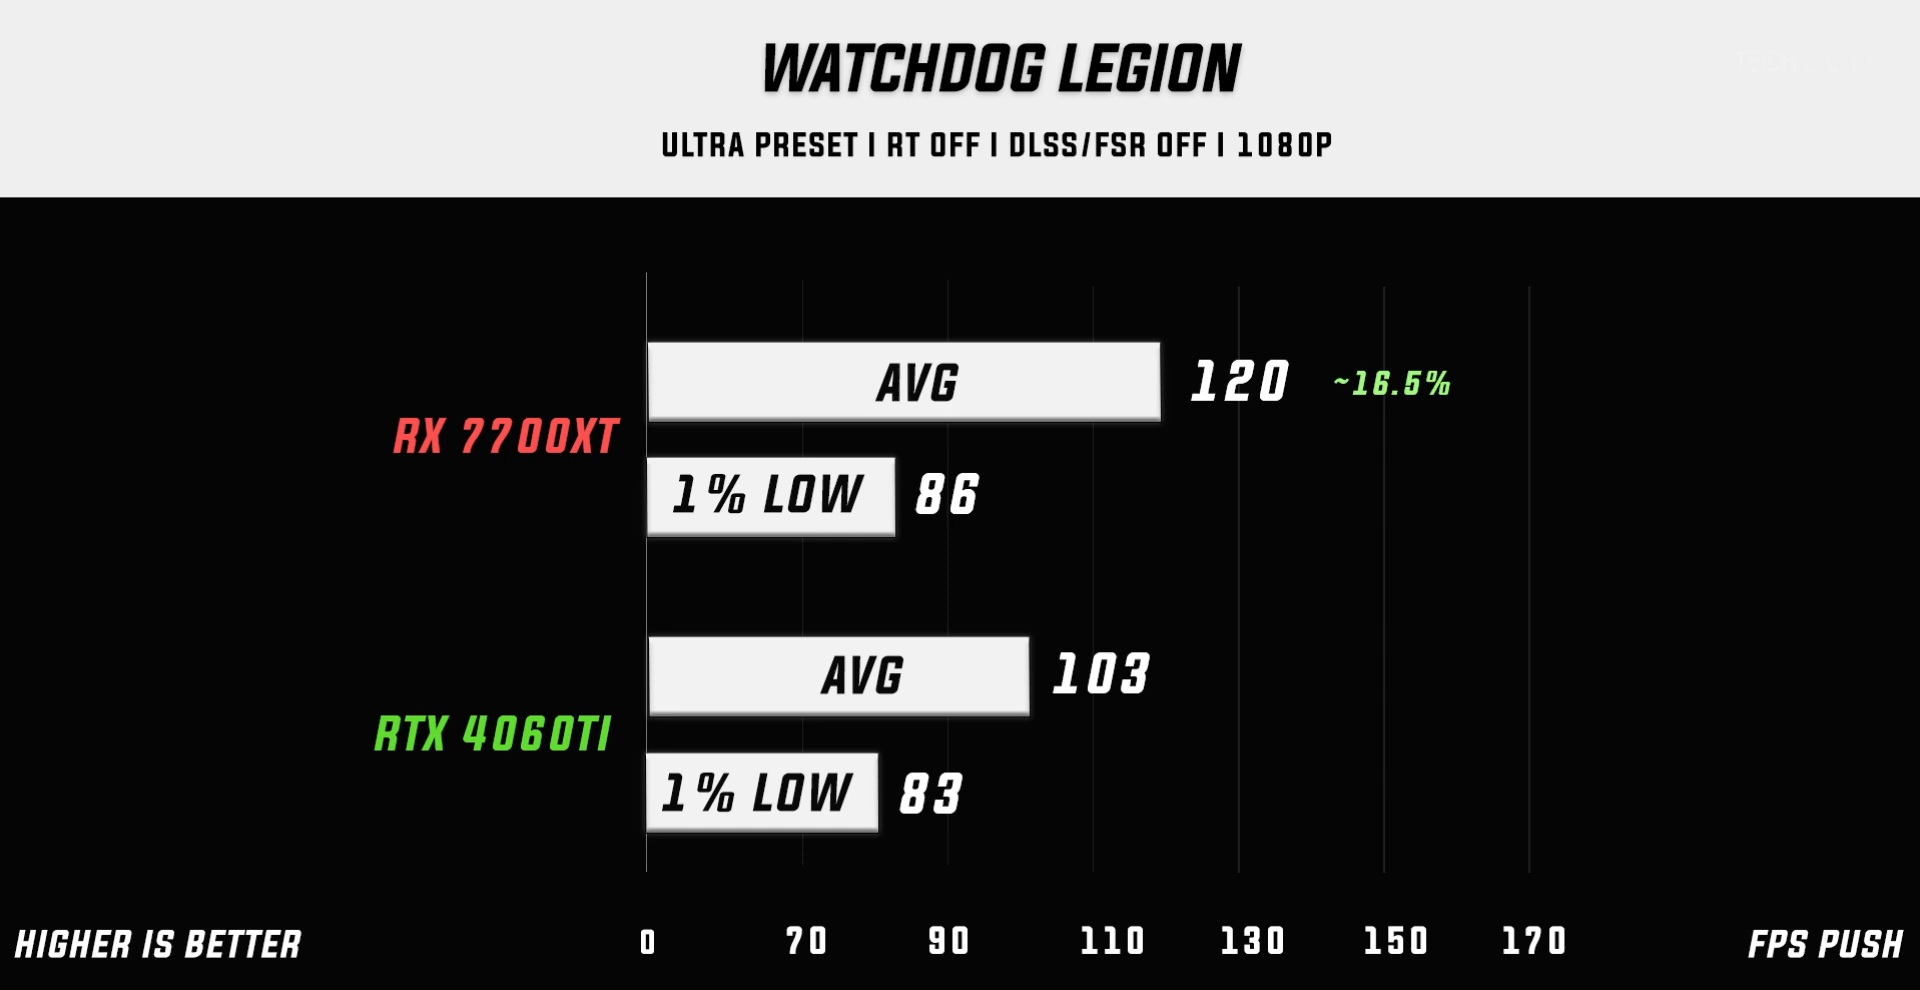 WATCHDOG LEGION
ULTRA PRESET | RT OFF | DLSS/FSR OFF | 1080P
RX 7700XT
AVG 120 ~16.5%
1% LOW 86
RTX 4060TI
AVG 103
1% LOW 83
HIGHER IS BETTER 0 70 90 110 130 150 170 FPS PUSH